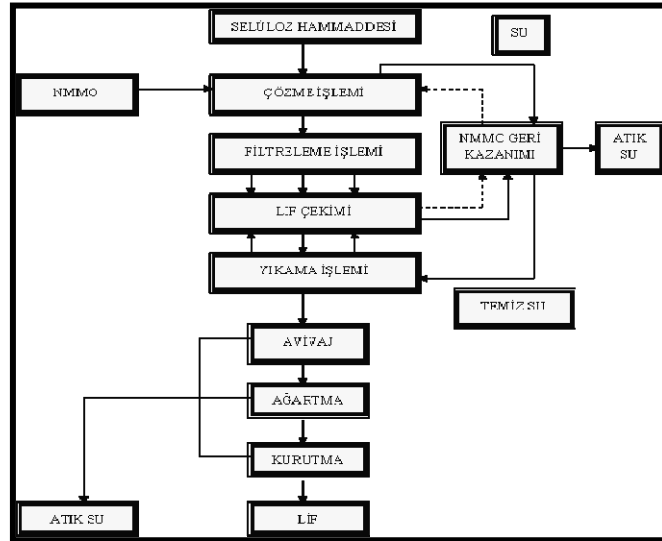 SELÜLOZ HAMMADDESİ
SU
NMMO
ÇÖZME İŞLEMİ
FİLTRELEME İŞLEMİ
NMMO GERİ
KAZANIMI
ATIK
SU
LİF ÇEKİMİ
YIKAMA İŞLEMİ
TEMİZ SU
AVİVAJ
AĞARTMA
KURUTMA
ATIK SU
LİF